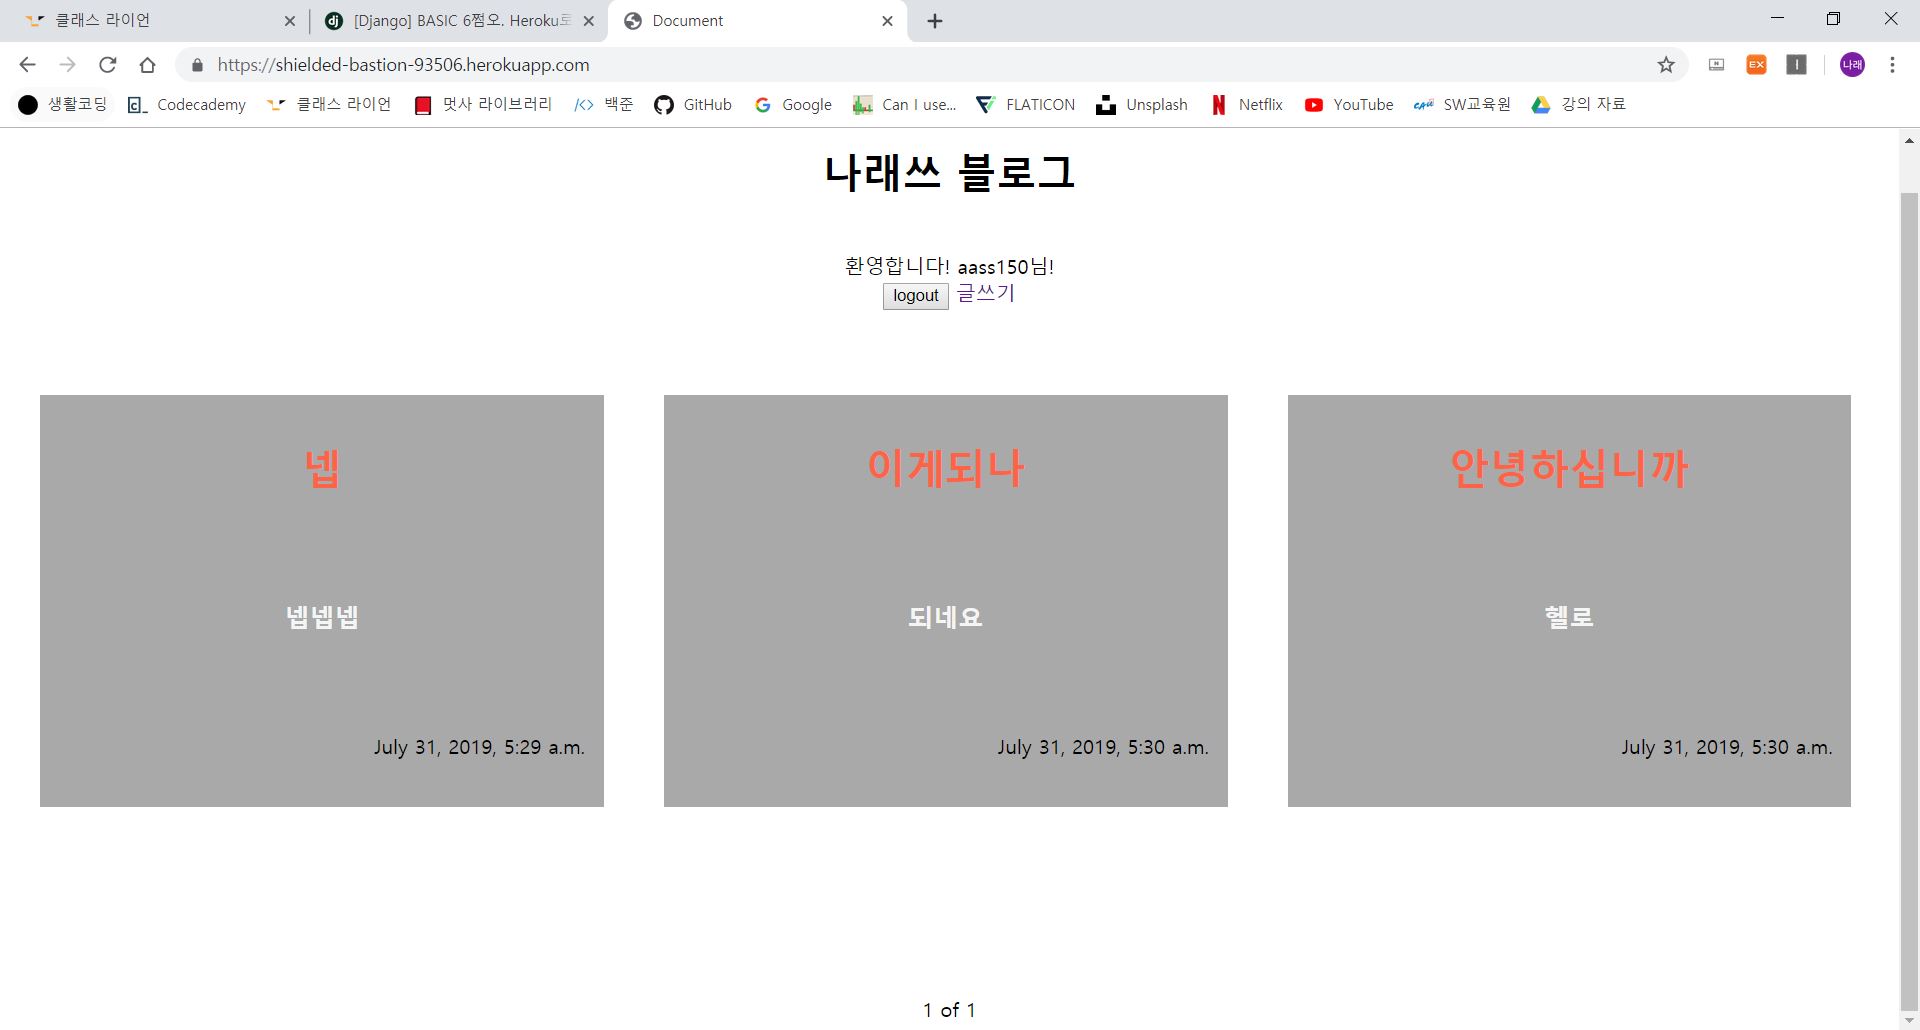 클래스 라이언
[Django] BASIC 6쩜오. Heroku로
Document
https://shielded-bastion-93506.herokuapp.com
EX
나래
생활코딩
Codecademy
클래스 라이언
멋사 라이브러리
백준
GitHub
Google
Can I use...
FLATICON
Unsplash
Netflix
YouTube
SW교육원
강의 자료
나래쓰 블로그
환영합니다! aass150님!
logout 글쓰기
넵
넵넵넵
July 31, 2019, 5:29 a.m.
이게되나
되네요
July 31, 2019, 5:30 a.m.
안녕하십니까
헬로
July 31, 2019, 5:30 a.m.
1 of 1